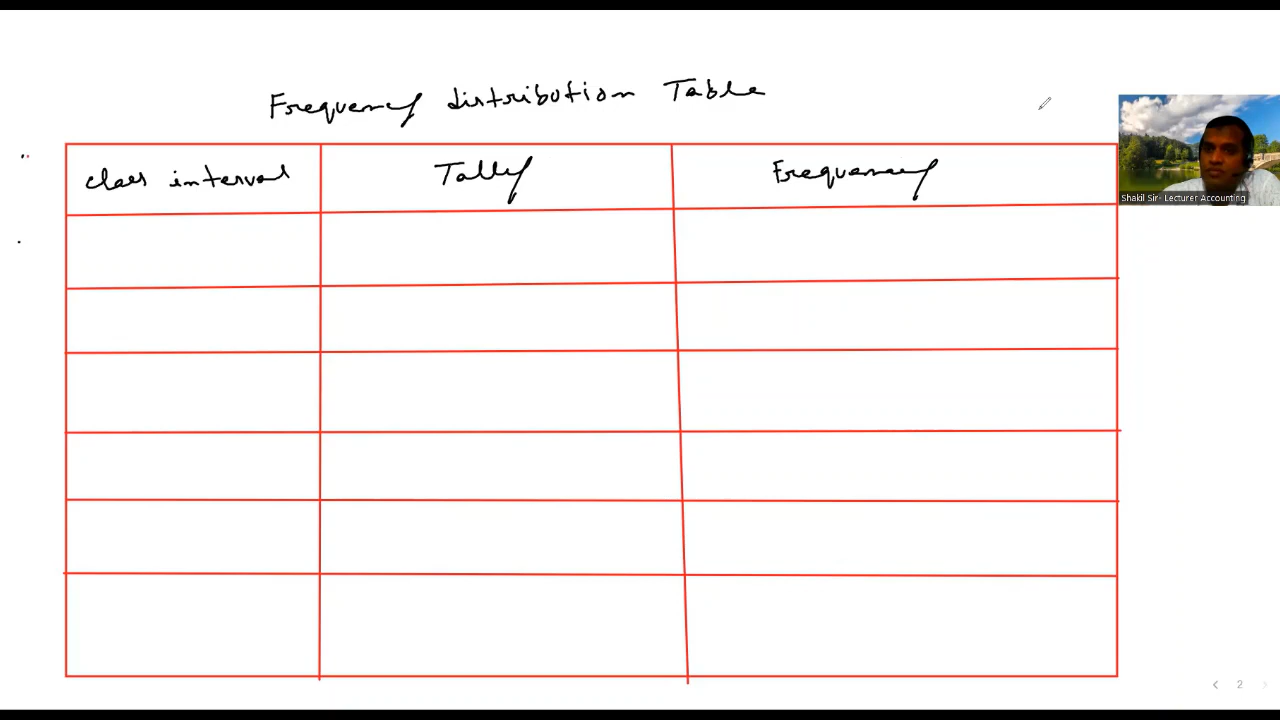 Frequency distribution Table
class interval
Tally
Frequency
Shakil Sir- Lecturer Accounting
2